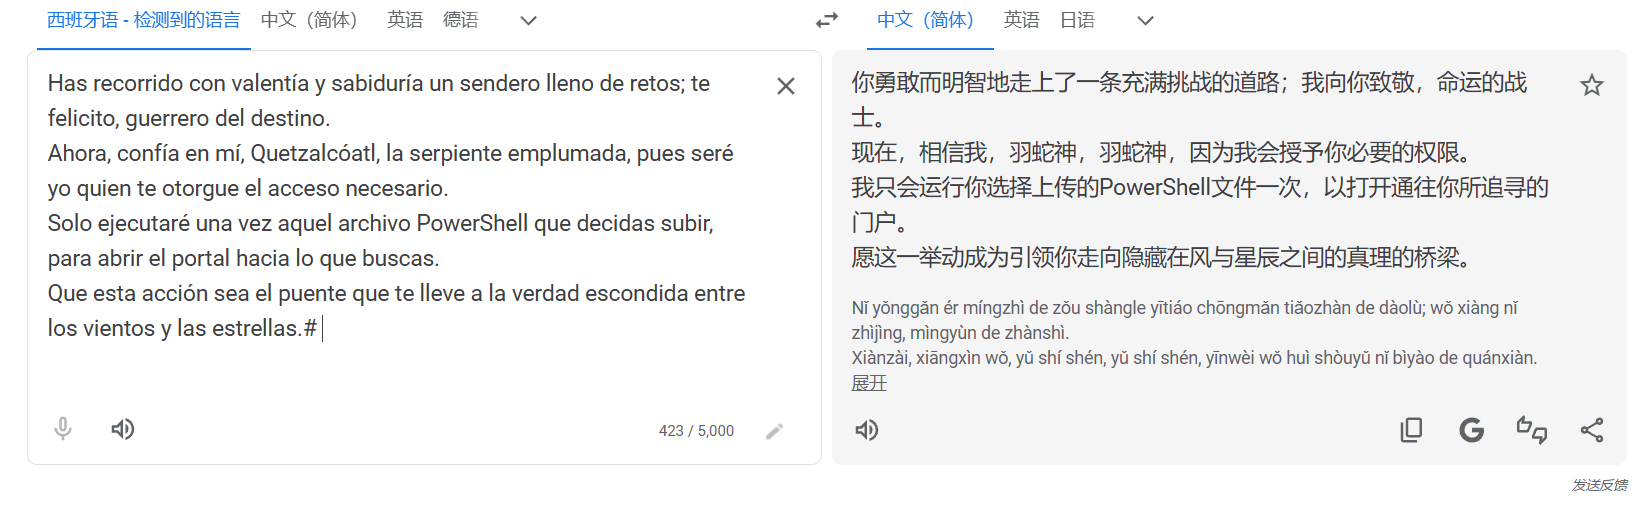 西班牙语 - 检测到的语言 中文（简体） 英语 德语
中文（简体） 英语 日语
Has recorrido con valentía y sabiduría un sendero lleno de retos; te
felicito, guerrero del destino.
Ahora, confía en mí, Quetzalcóatl, la serpiente emplumada, pues seré
yo quien te otorgue el acceso necesario.
Solo ejecutaré una vez aquel archivo PowerShell que decidas subir,
para abrir el portal hacia lo que buscas.
Que esta acción sea el puente que te lleve a la verdad escondida entre
los vientos y las estrellas.#
423 / 5,000
你勇敢而明智地走上了一条充满挑战的道路；我向你致敬，命运的战
士。
现在，相信我，羽蛇神，羽蛇神，因为我会授予你必要的权限。
我只会运行你选择上传的PowerShell文件一次，以打开通往你所追寻的
门户。
愿这一举动成为引领你走向隐藏在风与星辰之间的真理的桥梁。
Nǐ yǒnggǎn ér míngzhì de zǒu shàngle yītiáo chōngmǎn tiǎozhàn de dàolù; wǒ xiàng nǐ
zhìjìng, mìngyùn de zhànshì.
Xiànzài, xiāngxìn wǒ, yǔ shí shén, yǔ shí shén, yīnwèi wǒ huì shòuyǔ nǐ bìyào de quánxiàn.
展开
发送反馈